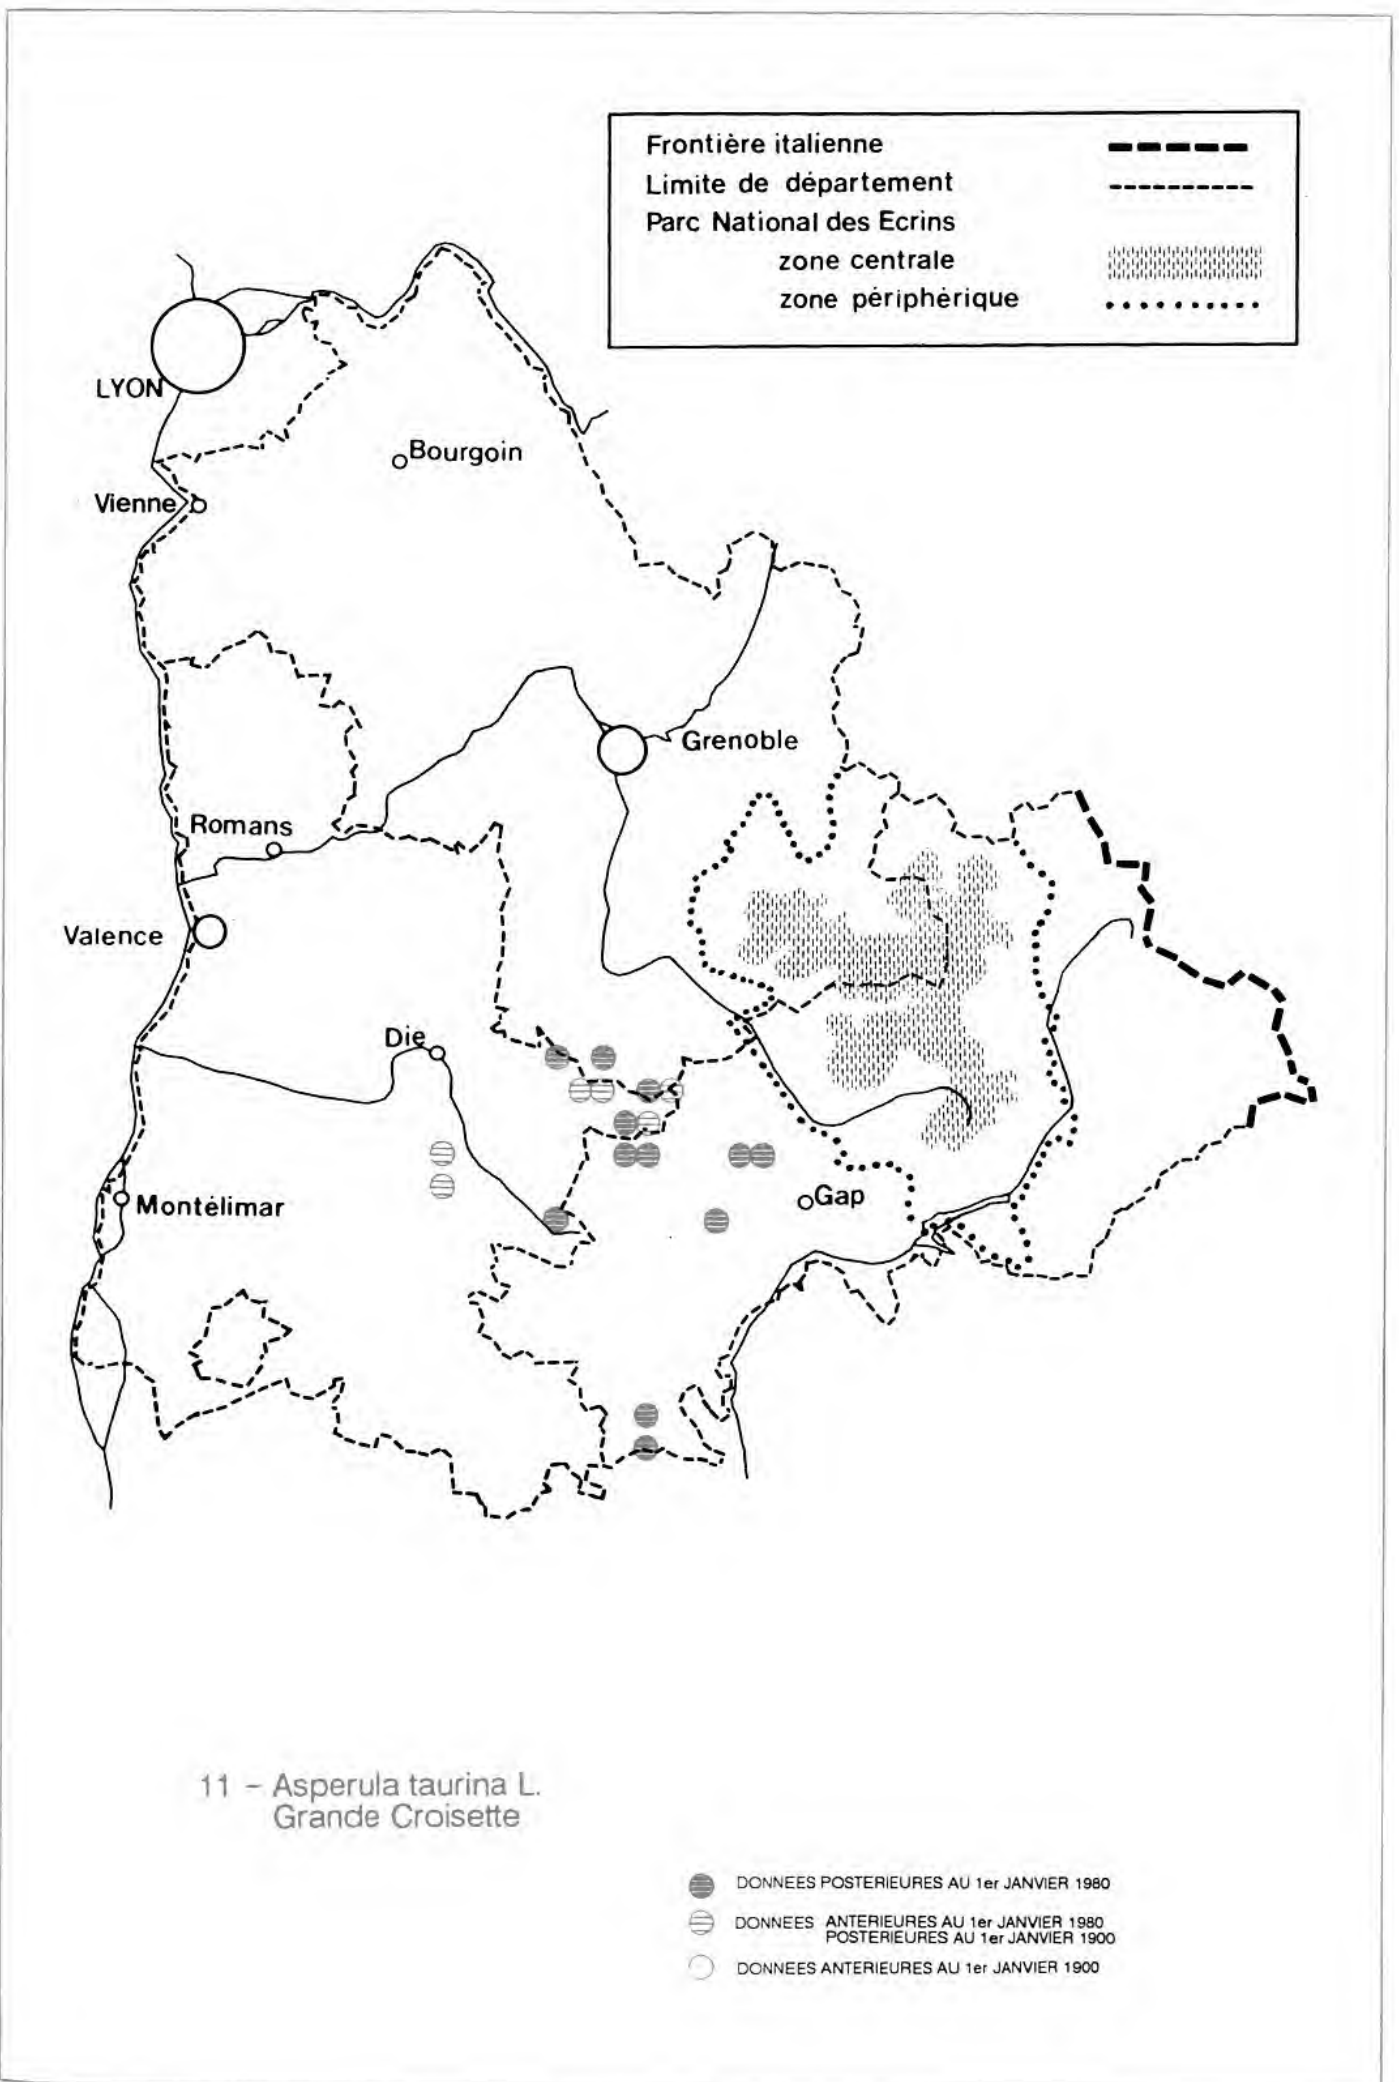 Frontière italienne
Limite de département
Parc National des Ecrins
zone centrale
zone périphérique
LYON
Bourgoin
Vienne
Grenoble
Romans
Valence
Die
Montélimar
Gap
11 - Asperula taurina L.
Grande Croisette
DONNEES POSTERIEURES AU 1er JANVIER 1980
DONNEES ANTERIEURES AU 1er JANVIER 1980
POSTERIEURES AU 1er JANVIER 1900
DONNEES ANTERIEURES AU 1er JANVIER 1900